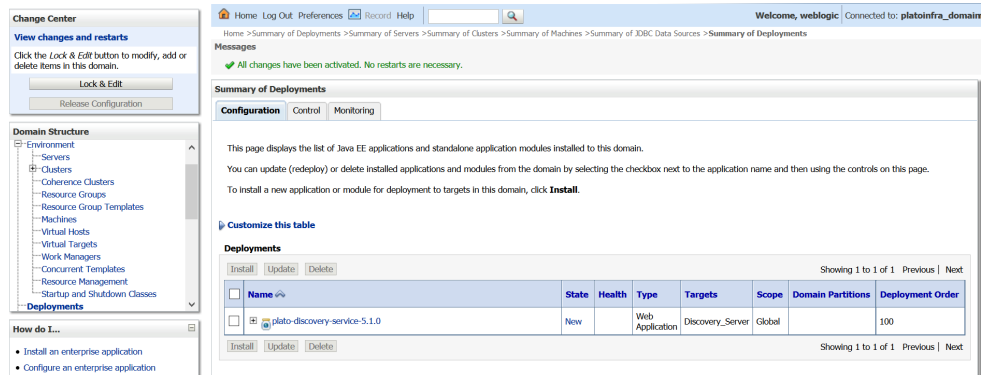 Change Center
View changes and restarts
Click the Lock & Edit button to modify, add or
delete items in this domain.
Lock & Edit
Release Configuration
Domain Structure
Environment
Servers
Clusters
Coherence Clusters
Resource Groups
Resource Group Templates
Machines
Virtual Hosts
Virtual Targets
Work Managers
Concurrent Templates
Resource Management
Startup and Shutdown Classes
Deployments
How do I...
Install an enterprise application
Configure an enterprise application
Home Log Out Preferences Record Help
Welcome, weblogic Connected to: platoinfra_domain
Home >Summary of Deployments >Summary of Servers >Summary of Clusters >Summary of Machines >Summary of JDBC Data Sources >Summary of Deployments
Messages
All changes have been activated. No restarts are necessary.
Summary of Deployments
Configuration Control Monitoring
This page displays the list of Java EE applications and standalone application modules installed to this domain.
You can update (redeploy) or delete installed applications and modules from the domain by selecting the checkbox next to the application name and then using the controls on this page.
To install a new application or module for deployment to targets in this domain, click Install.
Customize this table
Deployments
Install Update Delete Showing 1 to 1 of 1 Previous | Next
Name State Health Type Targets Scope Domain Partitions Deployment Order
plato-discovery-service-5.1.0 New Web Application Discovery_Server Global 100
Install Update Delete Showing 1 to 1 of 1 Previous | Next